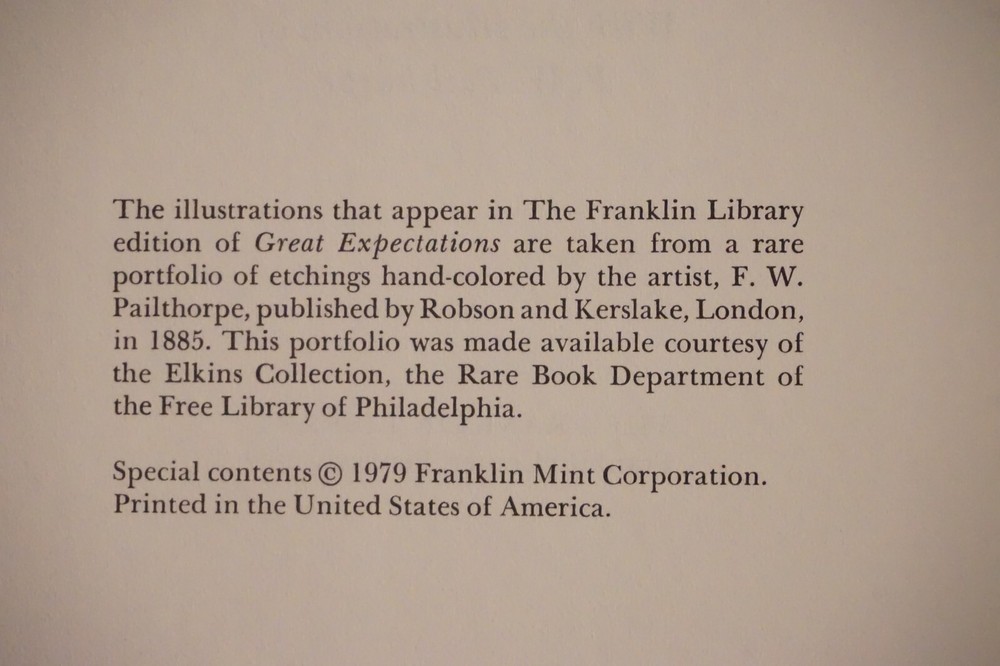 The illustrations that appear in The Franklin Library
edition of Great Expectations are taken from a rare
portfolio of etchings hand-colored by the artist, F. W.
Pailthorpe, published by Robson and Kerslake, London,
in 1885. This portfolio was made available courtesy of
the Elkins Collection, the Rare Book Department of
the Free Library of Philadelphia.
Special contents © 1979 Franklin Mint Corporation.
Printed in the United States of America.